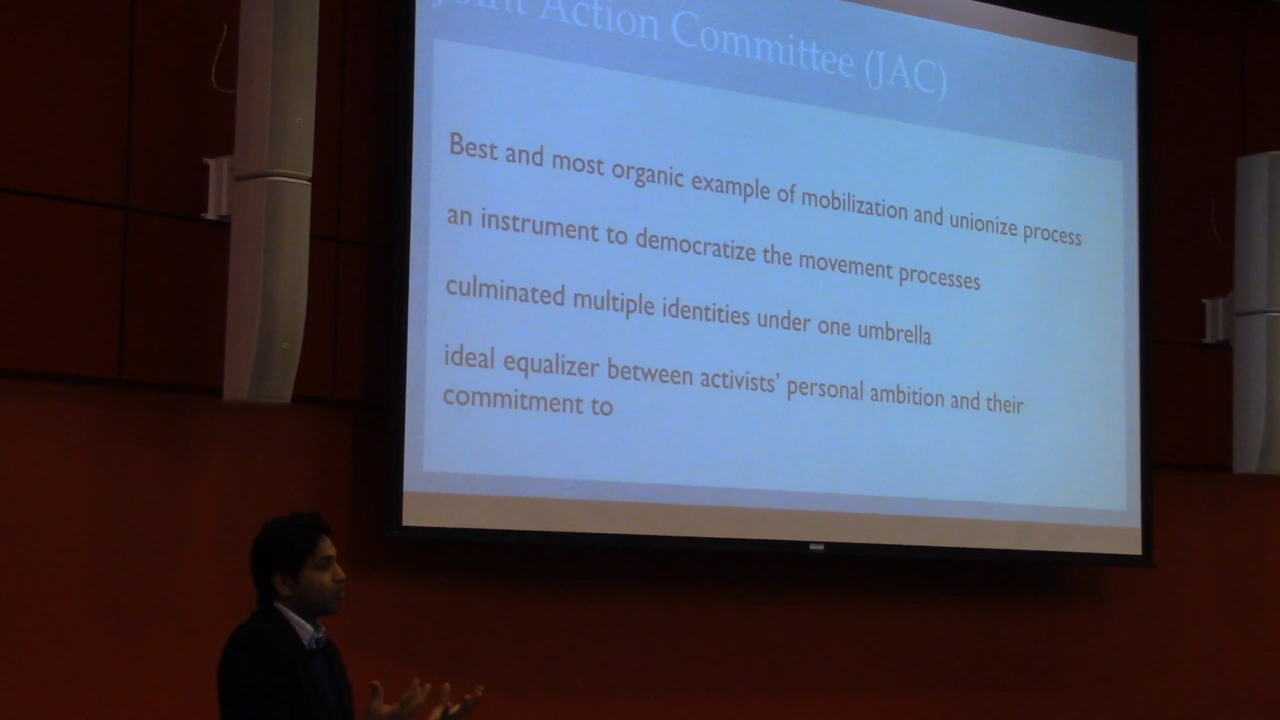 Joint Action Committee (JAC)
Best and most organic example of mobilization and unionize process
an instrument to democratize the movement processes
culminated multiple identities under one umbrella
ideal equalizer between activists' personal ambition and their
commitment to